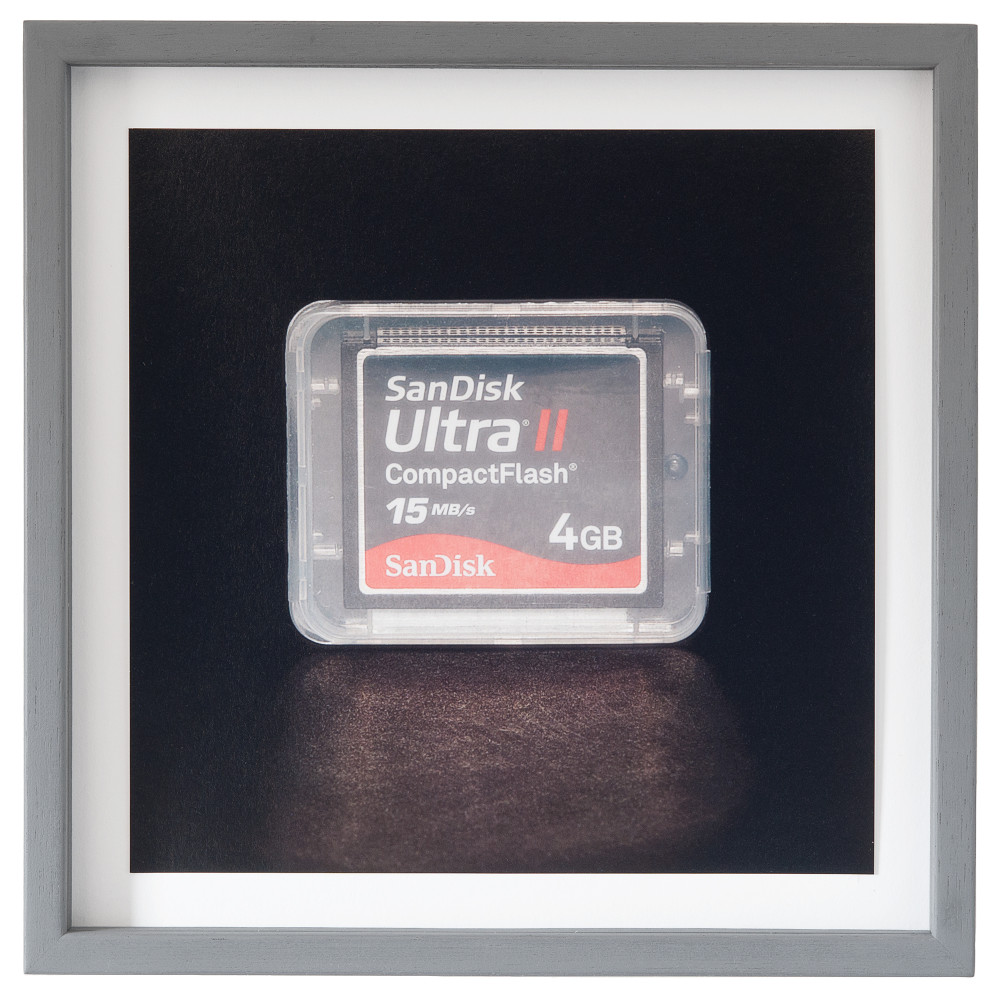 SanDisk
Ultra® II
CompactFlash®
15 MB/s
4GB
SanDisk